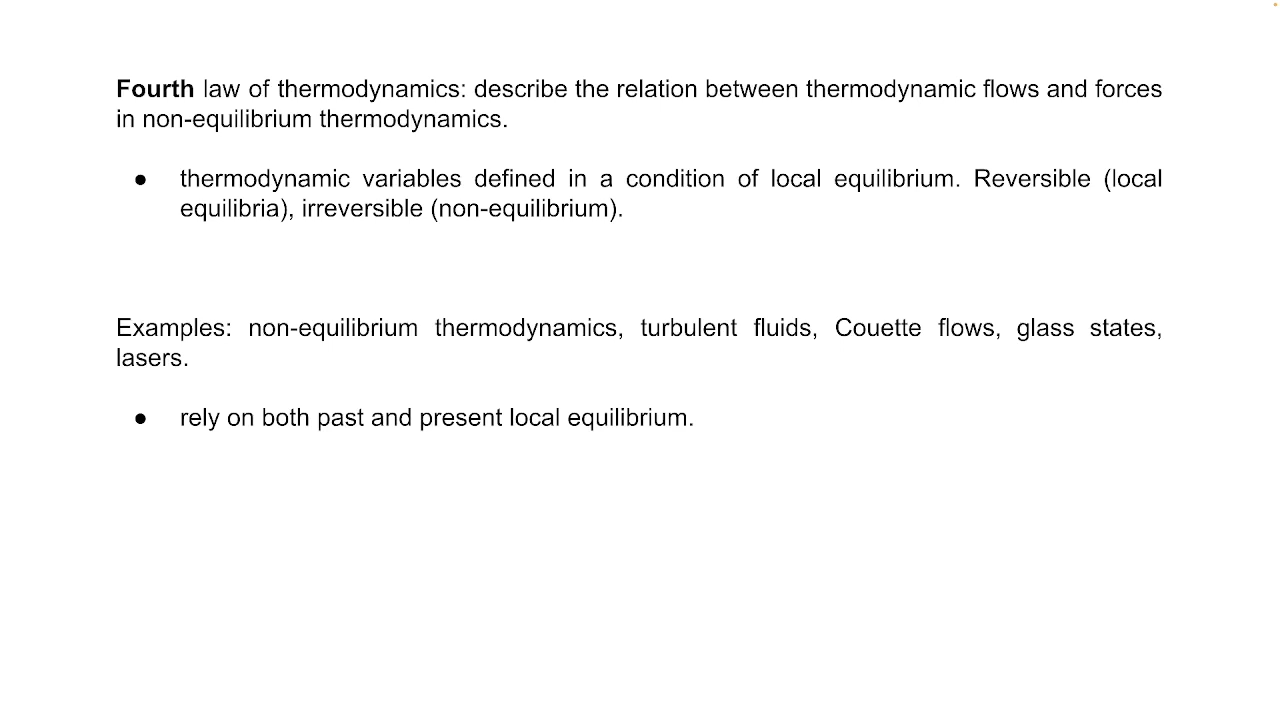 Fourth law of thermodynamics: describe the relation between thermodynamic flows and forces
in non-equilibrium thermodynamics.
● thermodynamic variables defined in a condition of local equilibrium. Reversible (local
equilibria), irreversible (non-equilibrium).
Examples: non-equilibrium thermodynamics, turbulent fluids, Couette flows, glass states,
lasers.
● rely on both past and present local equilibrium.